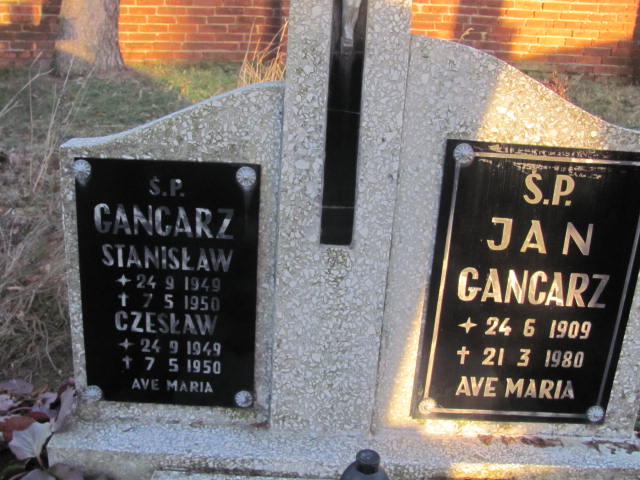 Ś.P.
GANCARZ
STANISŁAW
✦ 24 9 1949
✝ 7 5 1950
CZESŁAW
✦ 24 9 1949
✝ 7 5 1950
AVE MARIA
Ś.P.
JAN
GANCARZ
✦ 24 6 1909
✝ 21 3 1980
AVE MARIA